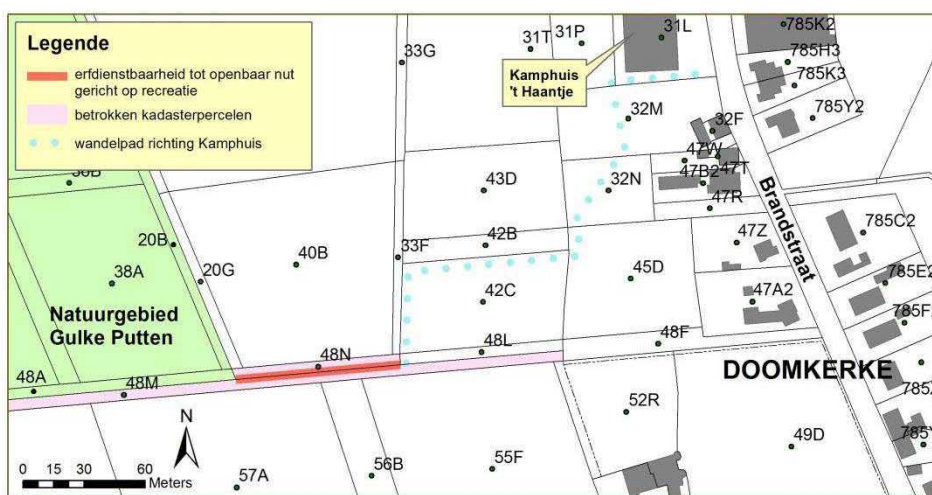 Legende
erfdienstbaarheid tot openbaar nut
gericht op recreatie
betrokken kadasterpercelen
wandelpad richting Kamphuis
33G
31T
31P
31L
785K2
785H3
785K3
785Y2
Kamphuis
't Haantje
32M
32F
47W
47T
47B2
47R
32N
43D
20B
40B
33F
42B
47Z
Brandstraat
785C2
38A
20G
42C
45D
47A2
785E2
Natuurgebied
Gulke Putten
48N
48L
48F
DOOMKERKE
48A
48M
52R
49D
N
57A
56B
55F
0 15 30 60
Meters